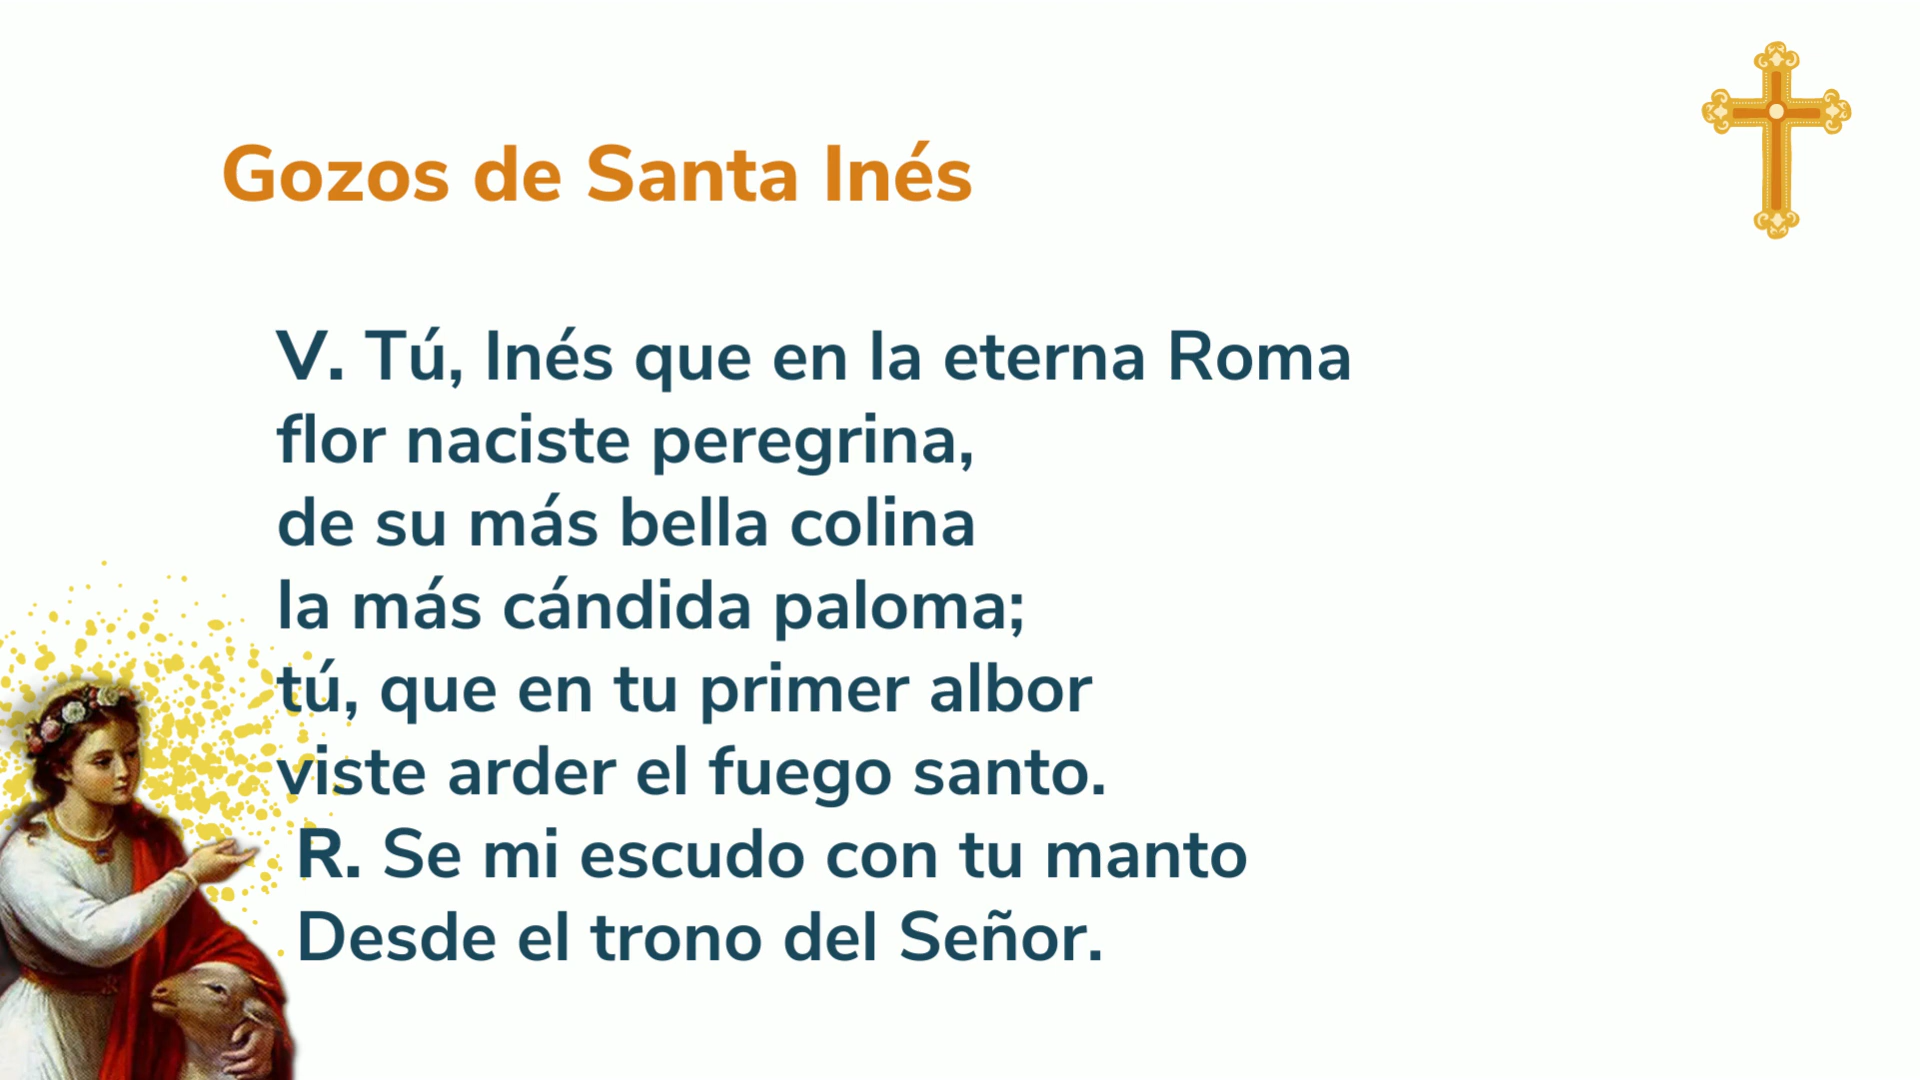 Gozos de Santa Inés
V. Tú, Inés que en la eterna Roma
flor naciste peregrina,
de su más bella colina
la más cándida paloma;
tú, que en tu primer albor
viste arder el fuego santo.
R. Se mi escudo con tu manto
Desde el trono del Señor.